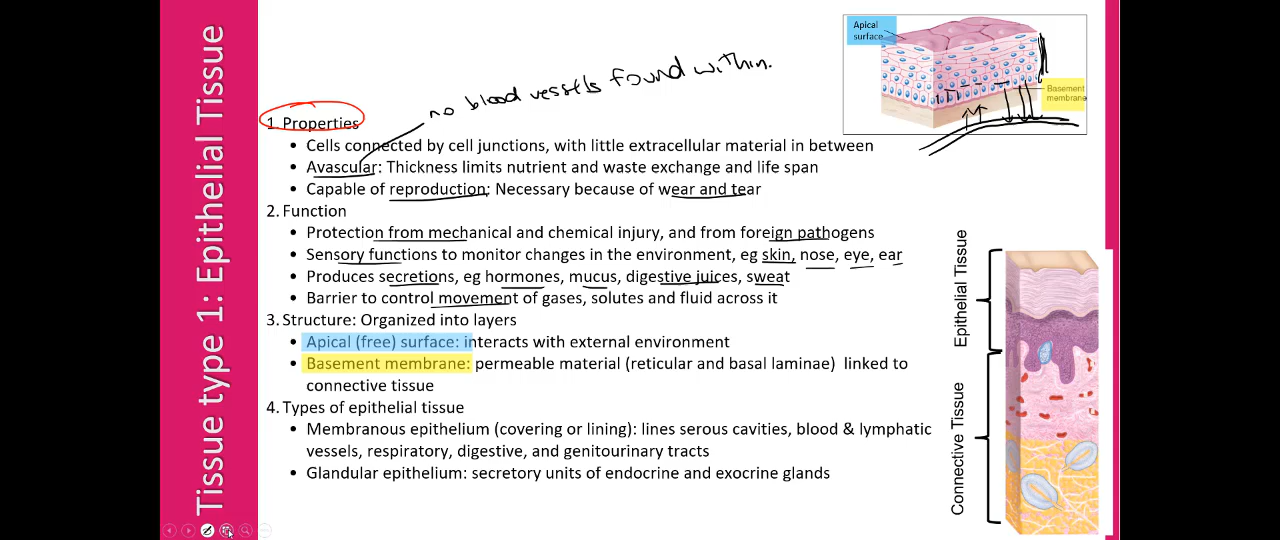 Tissue type 1: Epithelial Tissue
Apical
surface
Basement
membrane
no blood vessels found within.
1. Properties
• Cells connected by cell junctions, with little extracellular material in between
• Avascular: Thickness limits nutrient and waste exchange and life span
• Capable of reproduction: Necessary because of wear and tear
2. Function
• Protection from mechanical and chemical injury, and from foreign pathogens
• Sensory functions to monitor changes in the environment, eg skin, nose, eye, ear
• Produces secretions, eg hormones, mucus, digestive juices, sweat
• Barrier to control movement of gases, solutes and fluid across it
3. Structure: Organized into layers
• Apical (free) surface: interacts with external environment
• Basement membrane: permeable material (reticular and basal laminae) linked to
connective tissue
4. Types of epithelial tissue
• Membranous epithelium (covering or lining): lines serous cavities, blood & lymphatic
vessels, respiratory, digestive, and genitourinary tracts
• Glandular epithelium: secretory units of endocrine and exocrine glands
Epithelial Tissue
Connective Tissue